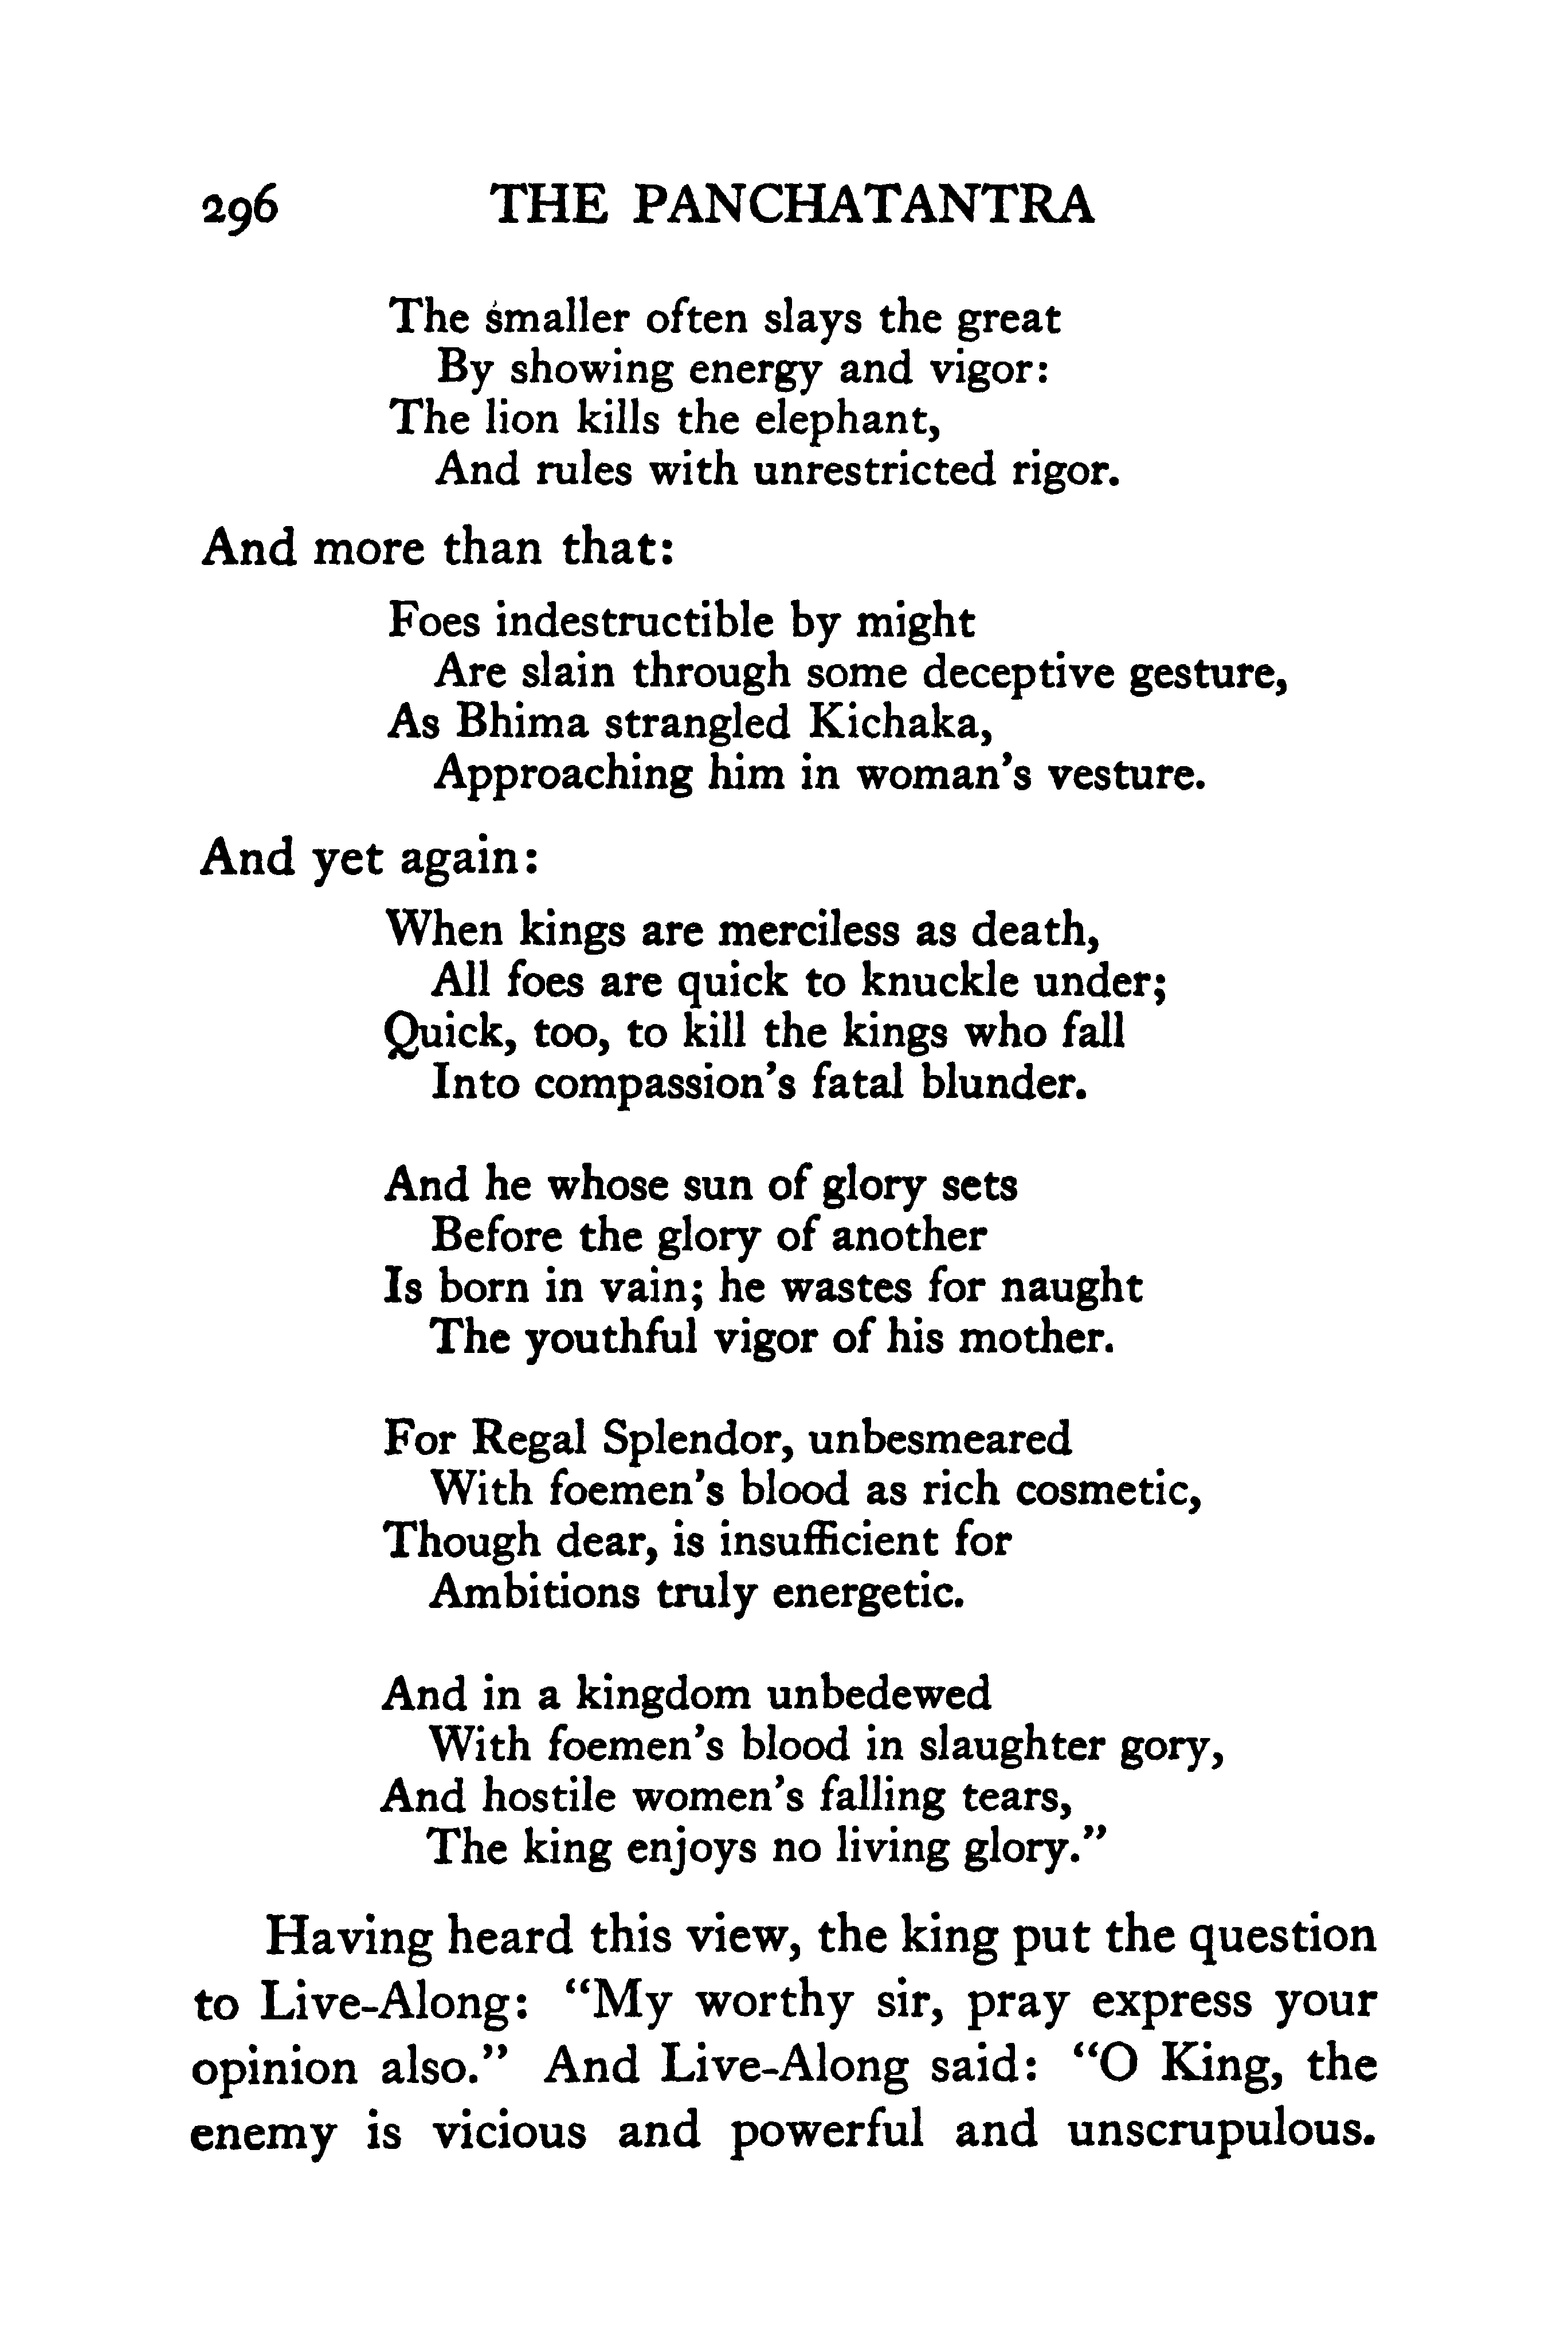 296 THE PANCHATANTRA
The smaller often slays the great
By showing energy and vigor:
The lion kills the elephant,
And rules with unrestricted rigor.
And more than that:
Foes indestructible by might
Are slain through some deceptive gesture,
As Bhima strangled Kichaka,
Approaching him in woman's vesture.
And yet again:
When kings are merciless as death,
All foes are quick to knuckle under;
Quick, too, to kill the kings who fall
Into compassion's fatal blunder.
And he whose sun of glory sets
Before the glory of another
Is born in vain; he wastes for naught
The youthful vigor of his mother.
For Regal Splendor, unbesmeared
With foemen's blood as rich cosmetic,
Though dear, is insufficient for
Ambitions truly energetic.
And in a kingdom unbedewed
With foemen's blood in slaughter gory,
And hostile women's falling tears,
The king enjoys no living glory.”
Having heard this view, the king put the question
to Live-Along: “My worthy sir, pray express your
opinion also.” And Live-Along said: “O King, the
enemy is vicious and powerful and unscrupulous.